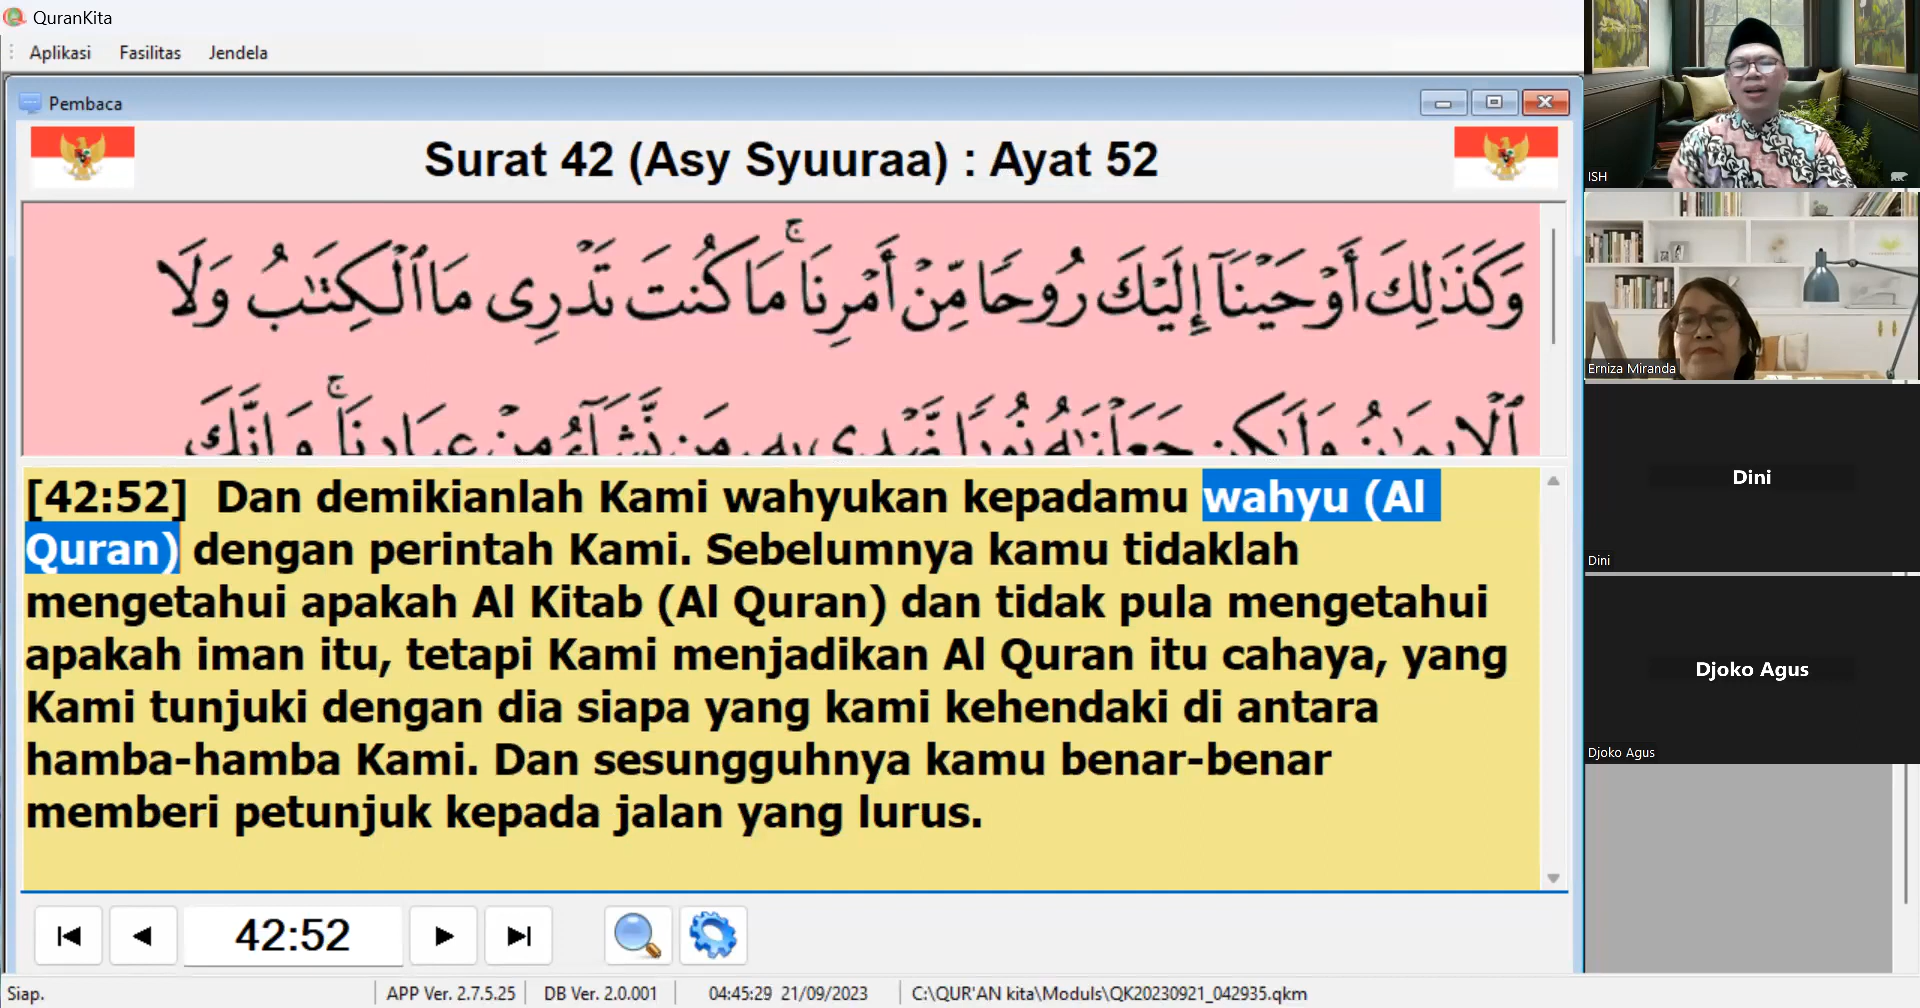 QuranKita
Aplikasi Fasilitas Jendela
Pembaca
Surat 42 (Asy Syuuraa) : Ayat 52
وَكَذَٰلِكَ أَوْحَيْنَآ إِلَيْكَ رُوحًا مِّنْ أَمْرِنَا ۚ مَا كُنتَ تَدْرِى مَا ٱلْكِتَـٰبُ وَلَا
ٱلْإِيمَـٰنُ وَلَـٰكِن جَعَلْنَـٰهُ نُورًا نَّهْدِى بِهِۦ مَن نَّشَآءُ مِنْ عِبَادِنَا ۚ وَإِنَّكَ
[42:52] Dan demikianlah Kami wahyukan kepadamu wahyu (Al
Quran) dengan perintah Kami. Sebelumnya kamu tidaklah
mengetahui apakah Al Kitab (Al Quran) dan tidak pula mengetahui
apakah iman itu, tetapi Kami menjadikan Al Quran itu cahaya, yang
Kami tunjuki dengan dia siapa yang kami kehendaki di antara
hamba-hamba Kami. Dan sesungguhnya kamu benar-benar
memberi petunjuk kepada jalan yang lurus.
42:52
Siap. APP Ver. 2.7.5.25 DB Ver. 2.0.001 04:45:29 21/09/2023 C:\QUR'AN kita\Moduls\QK20230921_042935.qkm
ISH
Erniza Miranda
Dini
Dini
Djoko Agus
Djoko Agus